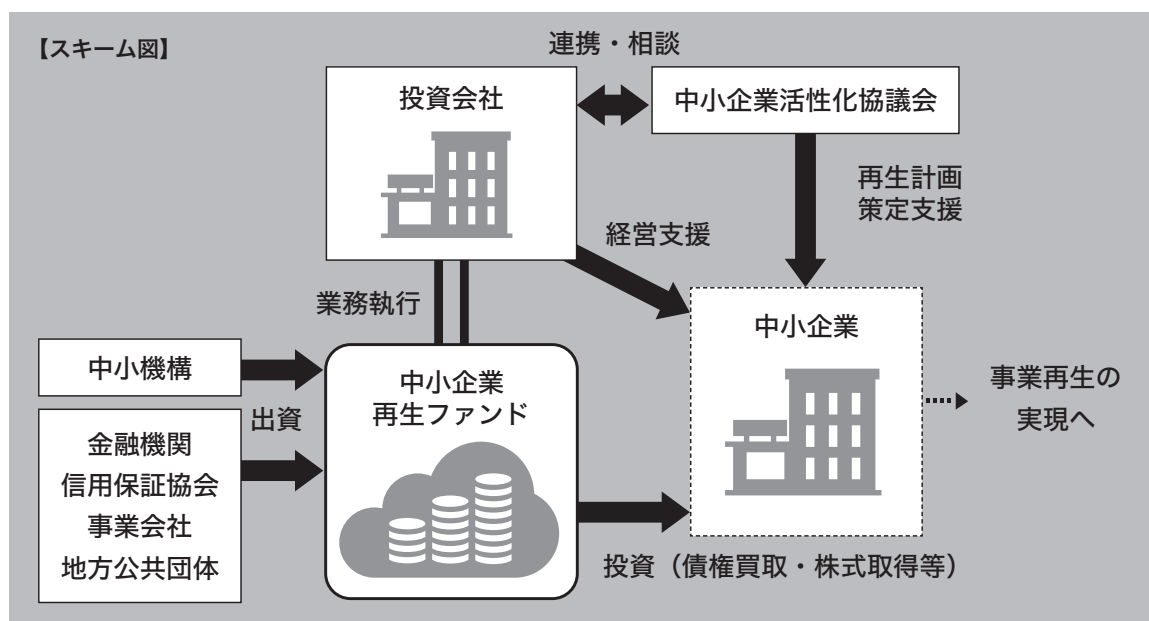 【スキーム図】
連携・相談
投資会社
中小企業活性化協議会
再生計画
策定支援
経営支援
業務執行
中小企業
中小機構
中小企業
再生ファンド
事業再生の
実現へ
出資
金融機関
信用保証協会
事業会社
地方公共団体
投資（債権買取・株式取得等）